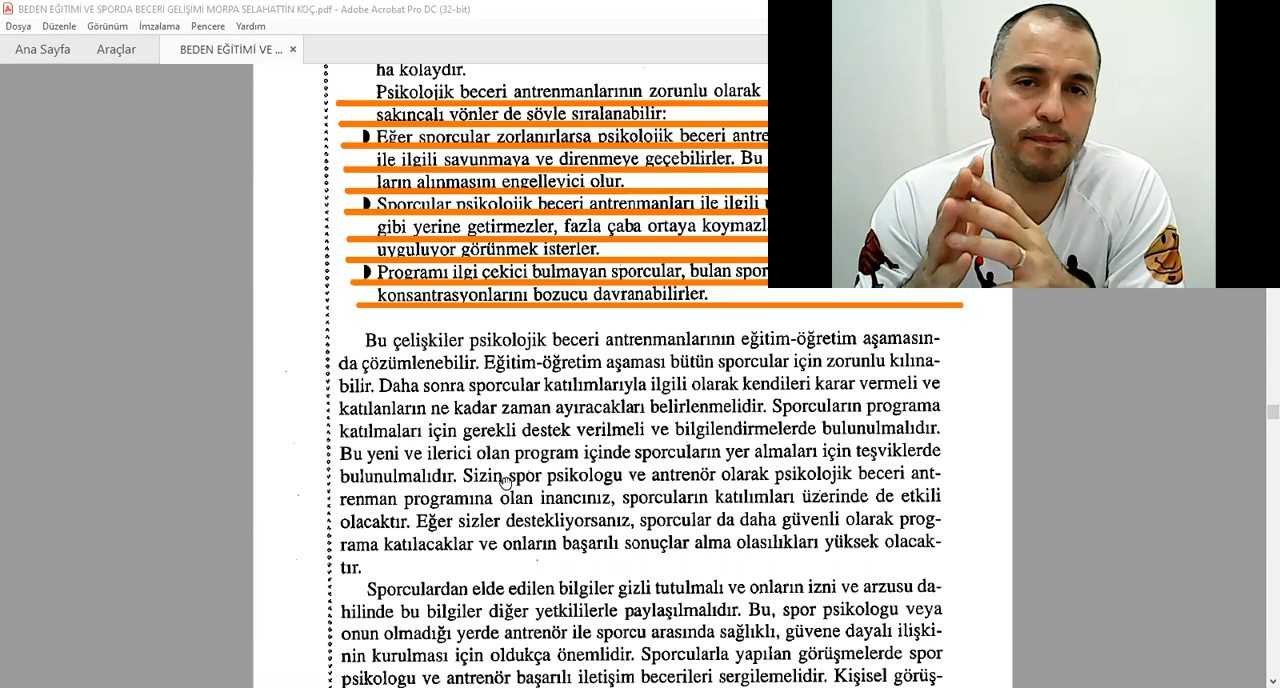 BEDEN EĞİTİMİ VE SPORDA BECERİ GELİŞİMİ MORPA SELAHATTIN KOÇ.pdf - Adobe Acrobat Pro DC (32-bit)
Dosya Düzenle Görünüm İmzalama Pencere Yardım
Ana Sayfa Araçlar BEDEN EĞİTİMİ VE ... ×
ha kolaydır.
Psikolojik beceri antrenmanlarının zorunlu olarak
sakıncalı yönler de şöyle sıralanabilir:
Eğer sporcular zorlanırlarsa psikolojik beceri antre
ile ilgili savunmaya ve direnmeye geçebilirler. Bu
ların alınmasını engelleyici olur.
Sporcular psikolojik beceri antrenmanları ile ilgili
gibi yerine getirmezler, fazla çaba ortaya koymazl
uyguluyor görünmek isterler.
Programı ilgi çekici bulmayan sporcular, bulan spor
konsantrasyonlarını bozucu davranabilirler.
Bu çelişkiler psikolojik beceri antrenmanlarının eğitim-öğretim aşamasın-
da çözümlenebilir. Eğitim-öğretim aşaması bütün sporcular için zorunlu kılına-
bilir. Daha sonra sporcular katılımlarıyla ilgili olarak kendileri karar vermeli ve
katılanların ne kadar zaman ayıracakları belirlenmelidir. Sporcuların programa
katılmaları için gerekli destek verilmeli ve bilgilendirmelerde bulunulmalıdır.
Bu yeni ve ilerici olan program içinde sporcuların yer almaları için teşviklerde
bulunulmalıdır. Sizin spor psikologu ve antrenör olarak psikolojik beceri ant-
renman programına olan inancınız, sporcuların katılımları üzerinde de etkili
olacaktır. Eğer sizler destekliyorsanız, sporcular da daha güvenli olarak prog-
rama katılacaklar ve onların başarılı sonuçlar alma olasılıkları yüksek olacak-
tır.
Sporculardan elde edilen bilgiler gizli tutulmalı ve onların izni ve arzusu da-
hilinde bu bilgiler diğer yetkililerle paylaşılmalıdır. Bu, spor psikologu veya
onun olmadığı yerde antrenör ile sporcu arasında sağlıklı, güvene dayalı ilişki-
nin kurulması için oldukça önemlidir. Sporcularla yapılan görüşmelerde spor
psikologu ve antrenör başarılı iletişim becerileri sergilemelidir. Kişisel görüş-